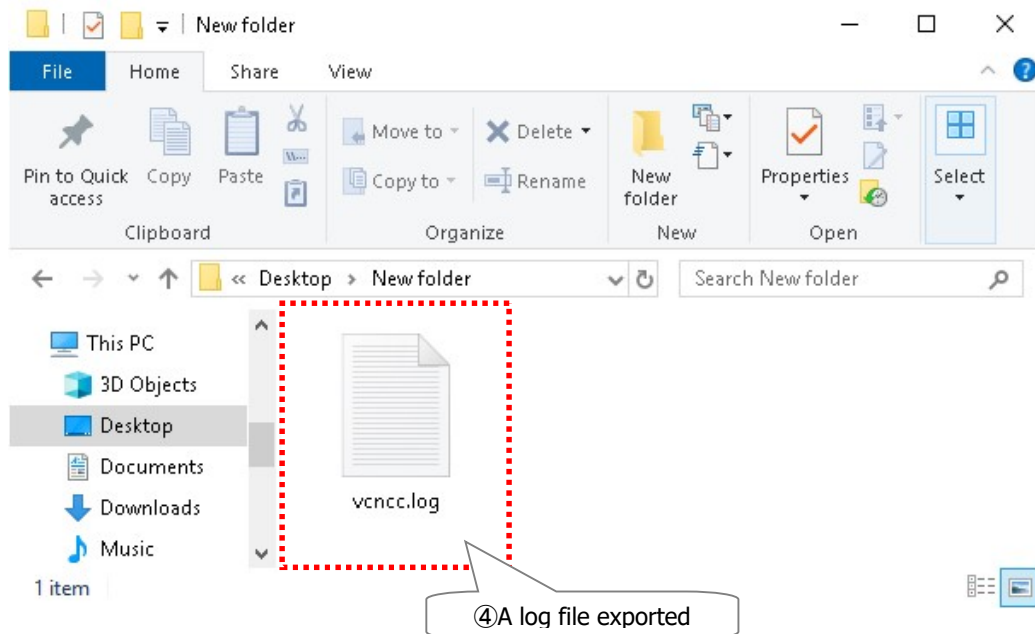 New folder
File Home Share View
Move to Delete
Pin to Quick access Copy Paste Copy to Rename New folder Properties Select
Clipboard Organize New Open
« Desktop > New folder Search New folder
This PC
3D Objects
Desktop
Documents
Downloads
Music
vcncc.log
1 item
④A log file exported